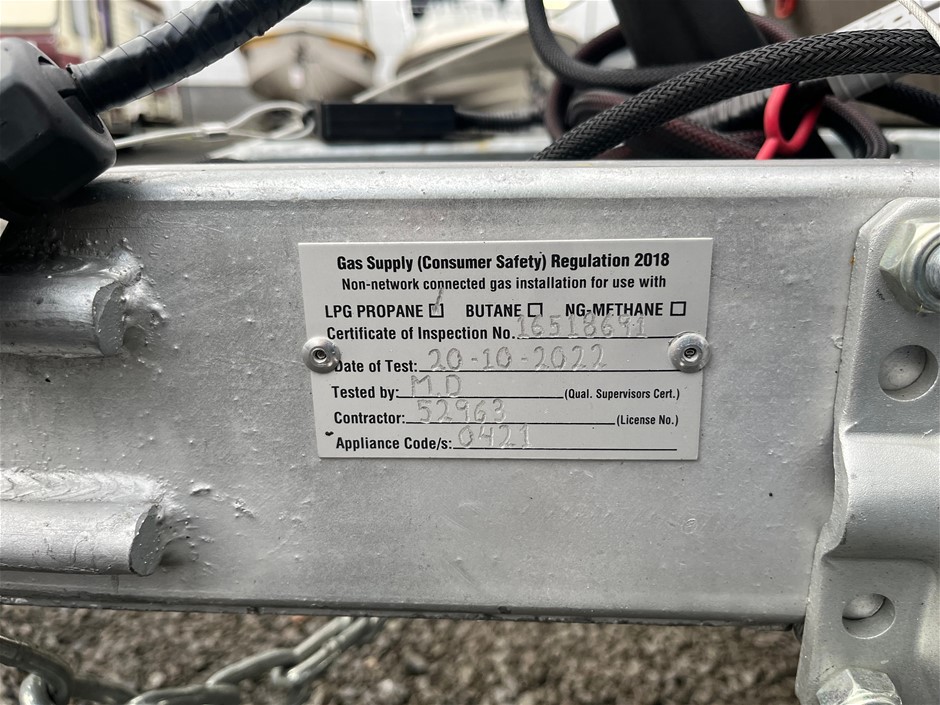 Gas Supply (Consumer Safety) Regulation 2018
Non-network connected gas installation for use with
LPG PROPANE ☑ BUTANE ☐ NG-METHANE ☐
Certificate of Inspection No. 16518691
Date of Test: 20-10-2022
Tested by: M.D (Qual. Supervisors Cert.)
Contractor: 52963 (License No.)
Appliance Code/s: 0421